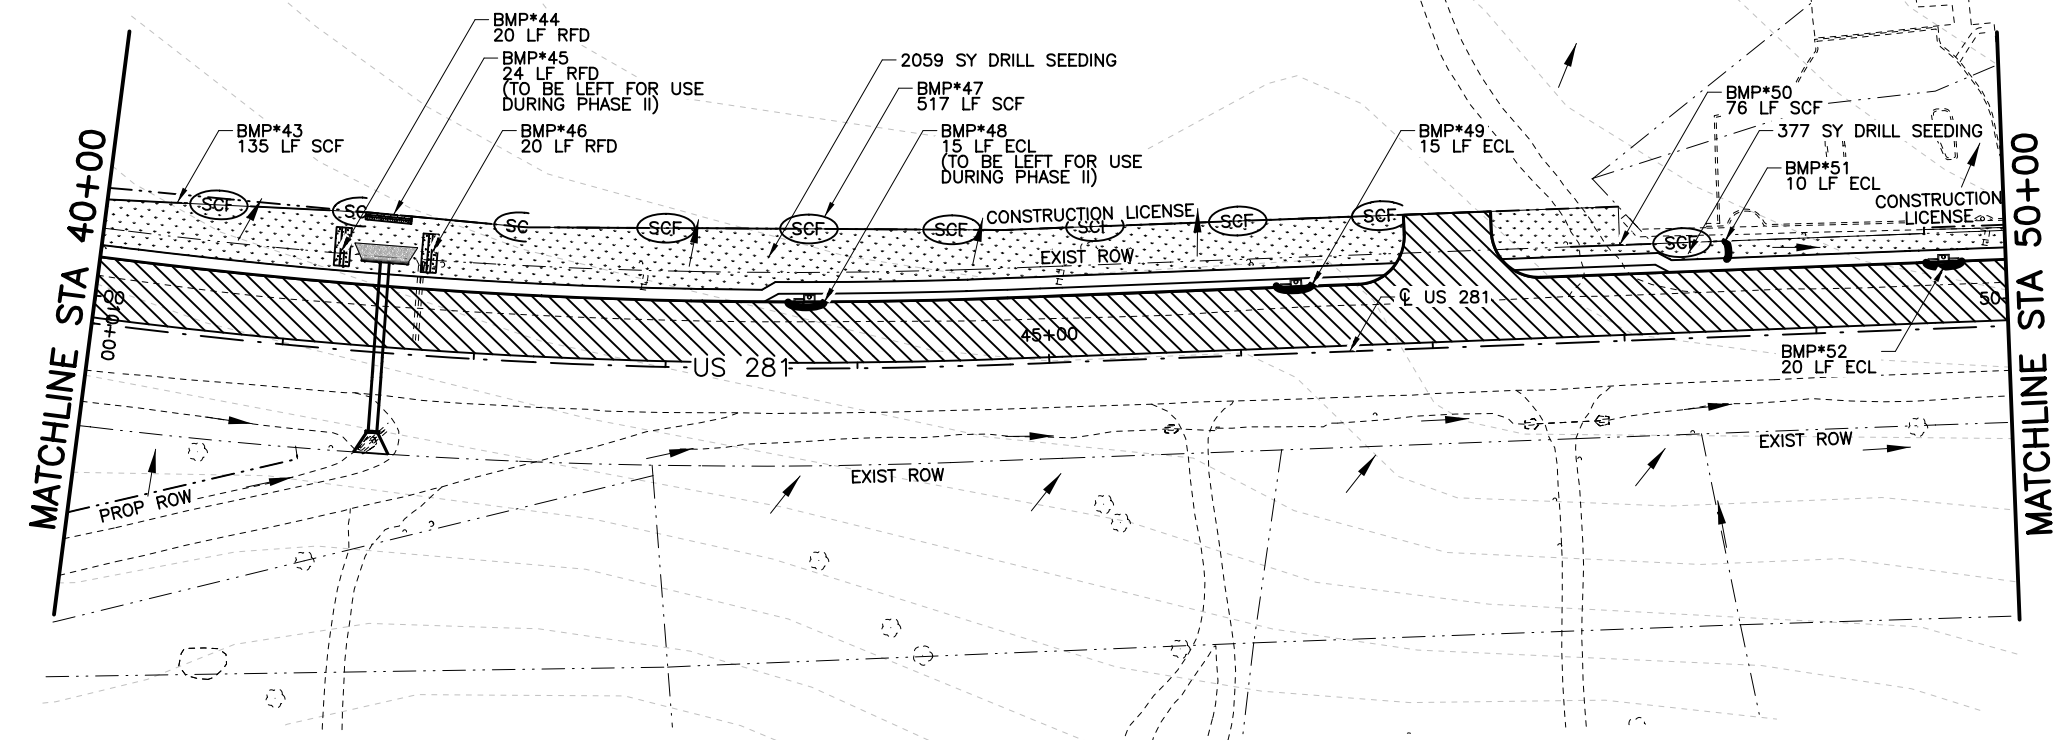 BMP*44
20 LF RFD
BMP*45
24 LF RFD
(TO BE LEFT FOR USE
DURING PHASE II)
BMP*43
135 LF SCF
BMP*46
20 LF RFD
2059 SY DRILL SEEDING
BMP*47
517 LF SCF
BMP*48
15 LF ECL
(TO BE LEFT FOR USE
DURING PHASE II)
BMP*49
15 LF ECL
BMP*50
76 LF SCF
377 SY DRILL SEEDING
BMP*51
10 LF ECL
CONSTRUCTION
LICENSE
MATCHLINE STA 40+00
MATCHLINE STA 50+00
SCF
SC
SC
SCF
SCF
SCF
SCF
SCF
SCF
SCF
CONSTRUCTION LICENSE
EXIST ROW
℄ US 281
45+00
50
US 281
BMP*52
20 LF ECL
EXIST ROW
EXIST ROW
PROP ROW